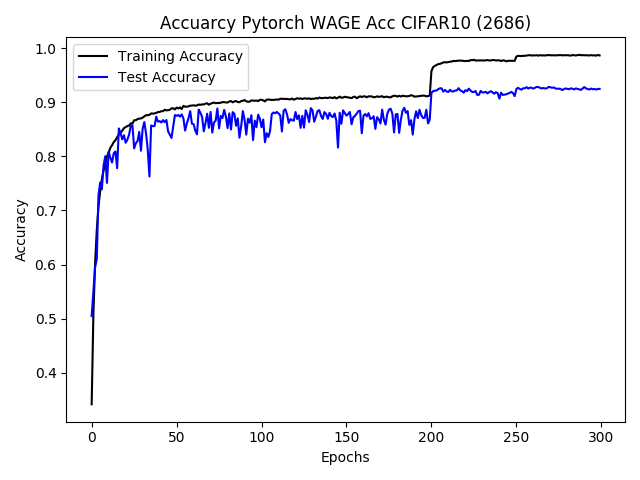 Accuarcy Pytorch WAGE Acc CIFAR10 (2686)
Training Accuracy
Test Accuracy
Accuracy
1.0
0.9
0.8
0.7
0.6
0.5
0.4
0 50 100 150 200 250 300
Epochs